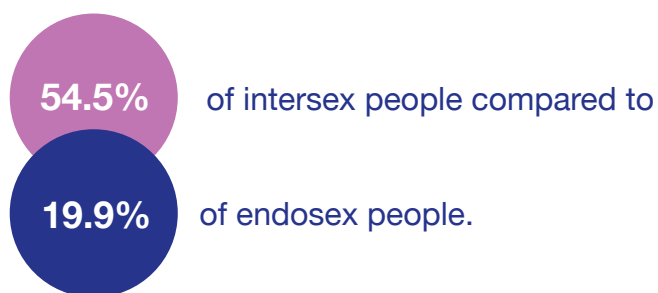 54.5% of intersex people compared to
19.9% of endosex people.